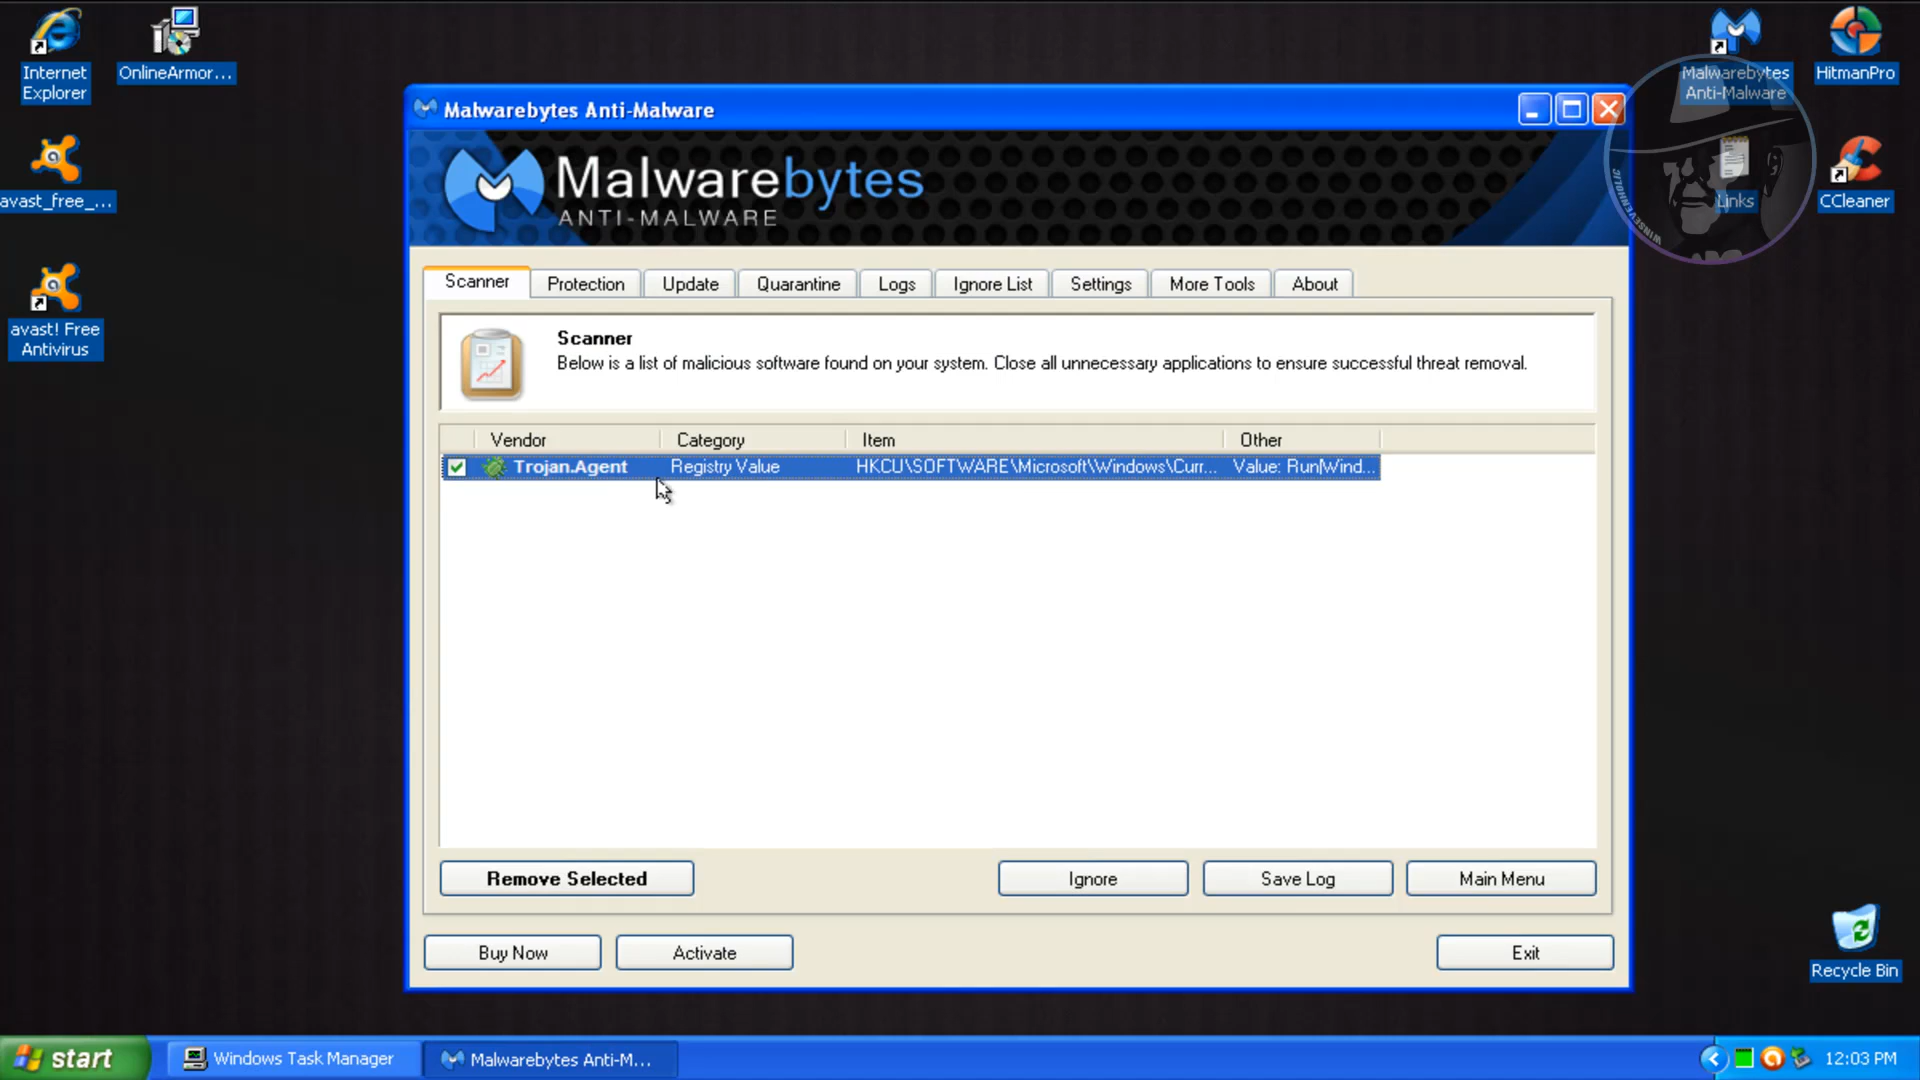 Internet
Explorer
OnlineArmor...
avast_free_...
avast! Free
Antivirus
Malwarebytes
Anti-Malware
HitmanPro
Links
CCleaner
WINSEVENHOLIC
Recycle Bin
Malwarebytes Anti-Malware
Malwarebytes
ANTI-MALWARE
Scanner
Protection
Update
Quarantine
Logs
Ignore List
Settings
More Tools
About
Scanner
Below is a list of malicious software found on your system. Close all unnecessary applications to ensure successful threat removal.
Vendor Category Item Other
Trojan.Agent Registry Value HKCU\SOFTWARE\Microsoft\Windows\Curr... Value: Run|Wind...
Remove Selected
Ignore
Save Log
Main Menu
Buy Now
Activate
Exit
start
Windows Task Manager
Malwarebytes Anti-M...
12:03 PM